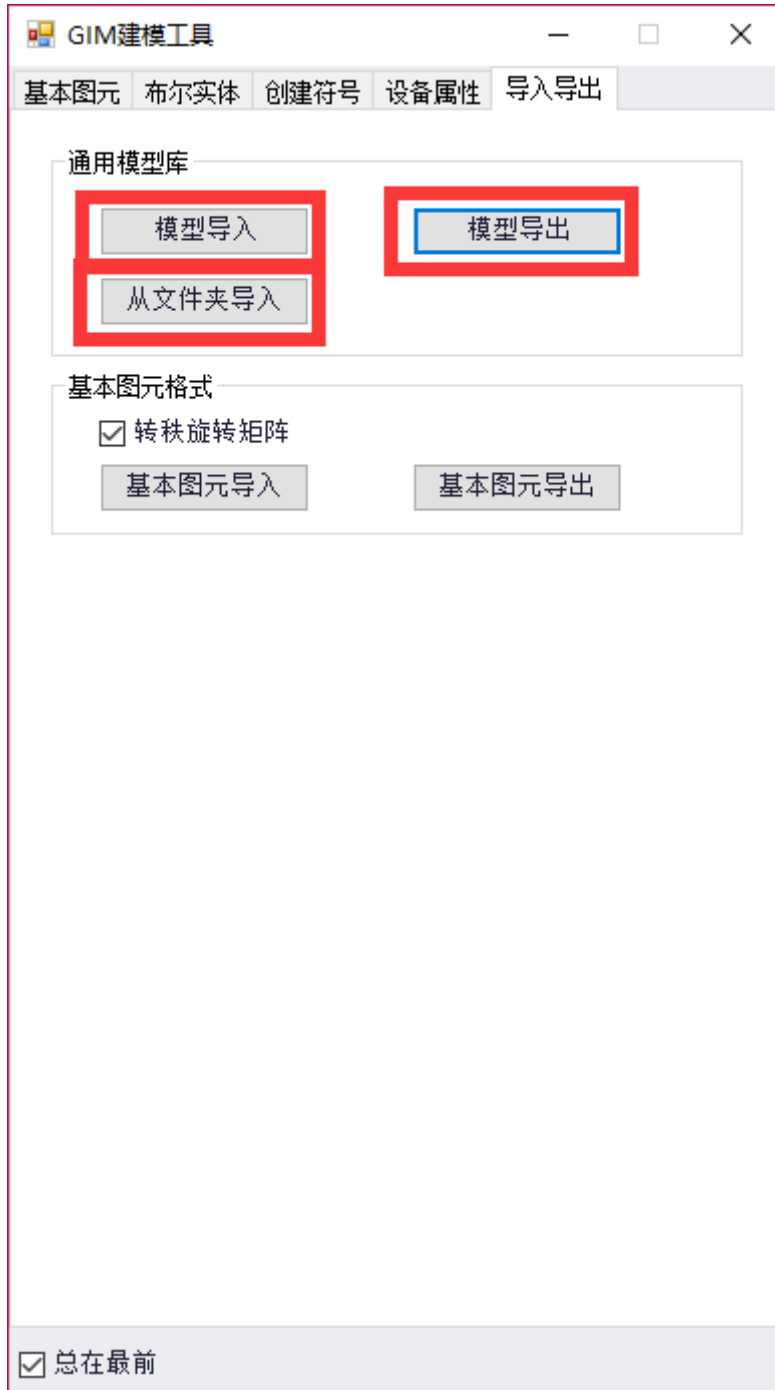 GIM建模工具
基本图元 布尔实体 创建符号 设备属性 导入导出
通用模型库
模型导入 模型导出
从文件夹导入
基本图元格式
转秩旋转矩阵
基本图元导入 基本图元导出
总在最前